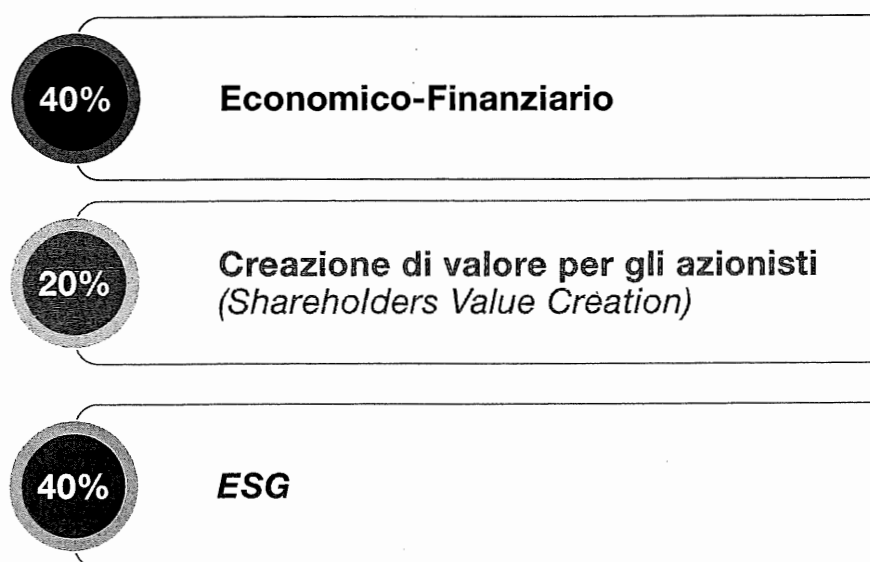 40%
Economico-Finanziario
20%
Creazione di valore per gli azionisti
(Shareholders Value Creation)
40%
ESG